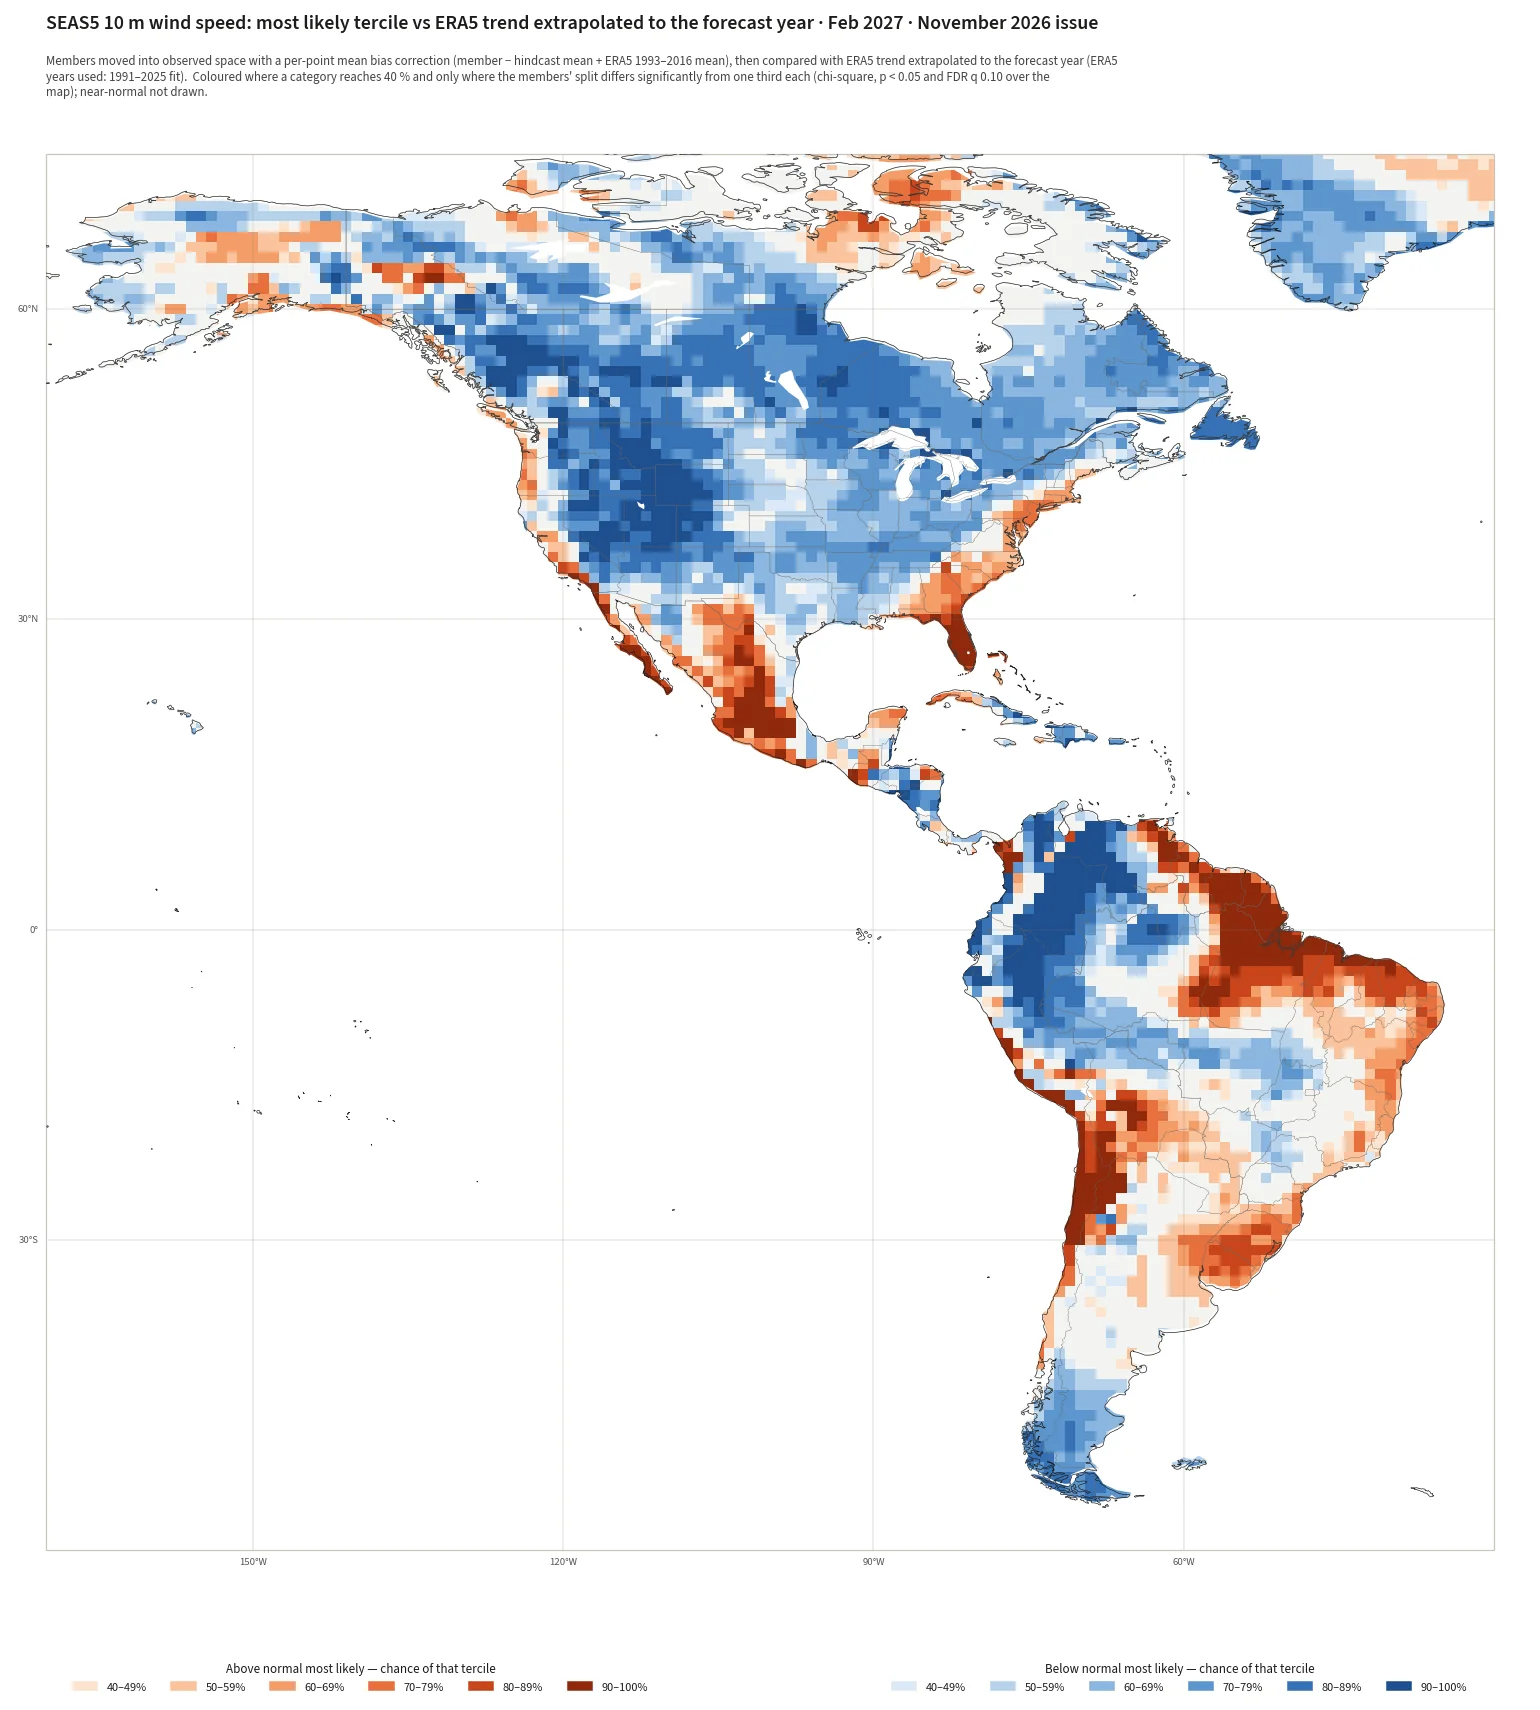 SEAS5 10 m wind speed: most likely tercile vs ERA5 trend extrapolated to the forecast year · Feb 2027 · November 2026 issue
Members moved into observed space with a per-point mean bias correction (member − hindcast mean + ERA5 1993–2016 mean), then compared with ERA5 trend extrapolated to the forecast year (ERA5
years used: 1991–2025 fit). Coloured where a category reaches 40 % and only where the members' split differs significantly from one third each (chi-square, p < 0.05 and FDR q 0.10 over the
map); near-normal not drawn.
60°N
30°N
0°
30°S
150°W 120°W 90°W 60°W
Above normal most likely — chance of that tercile
40–49% 50–59% 60–69% 70–79% 80–89% 90–100%
Below normal most likely — chance of that tercile
40–49% 50–59% 60–69% 70–79% 80–89% 90–100%